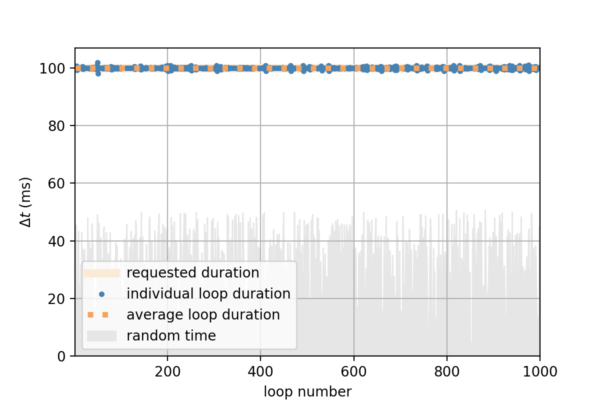 100
80
60
40
20
0
Δt (ms)
requested duration
individual loop duration
average loop duration
random time
200
400
600
800
1000
loop number